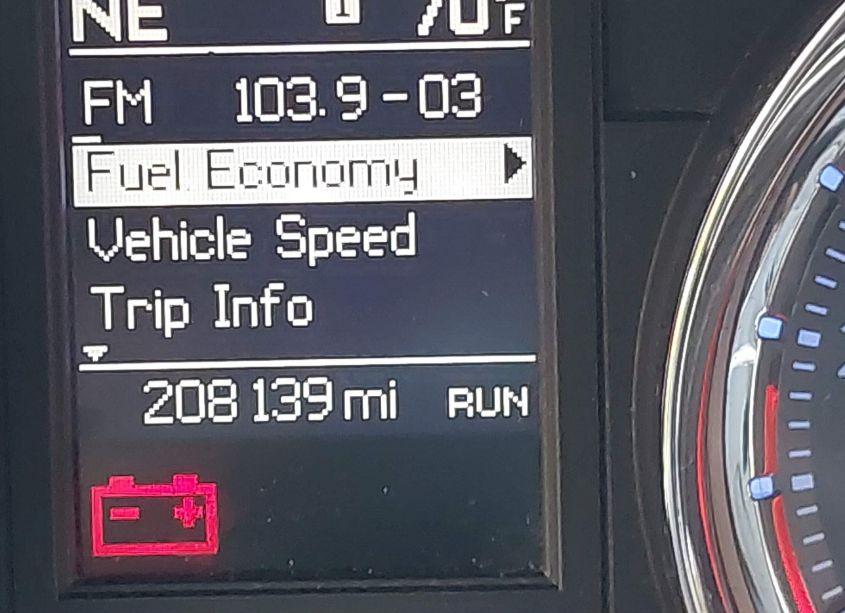 NE 70°F
FM 103.9-03
Fuel Economy
Vehicle Speed
Trip Info
208139 mi RUN